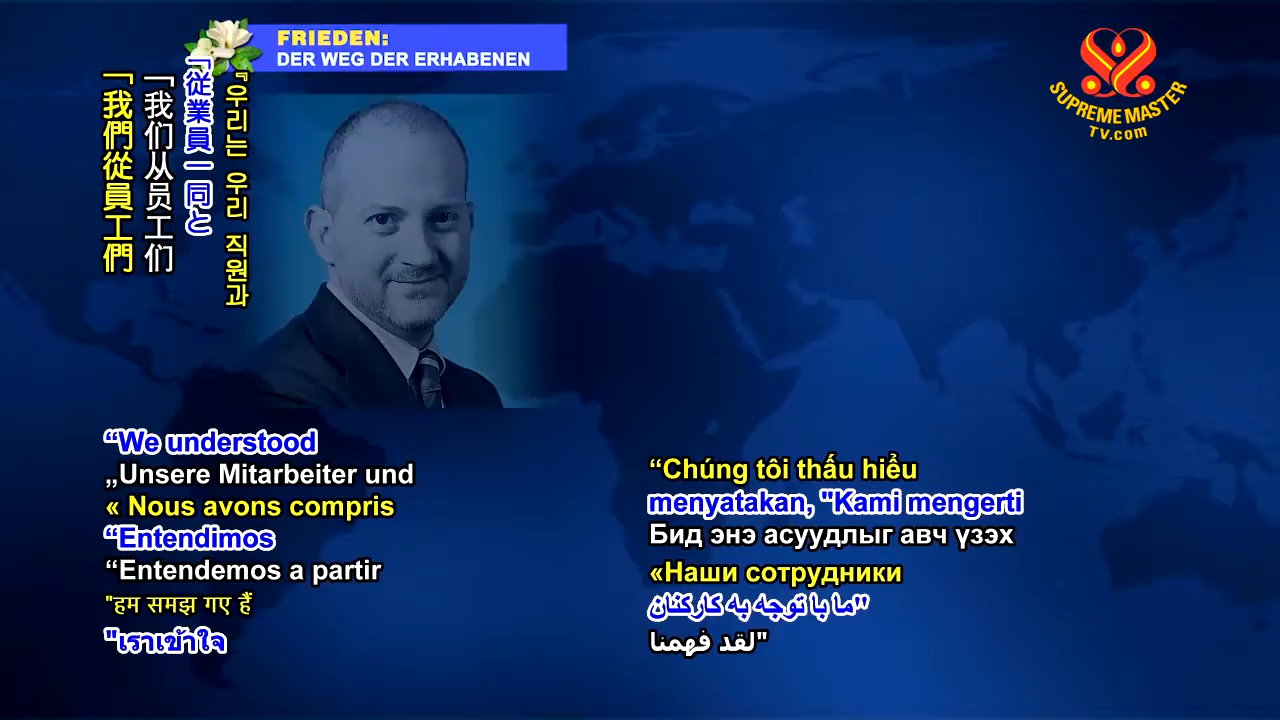 FRIEDEN:
DER WEG DER ERHABENEN
SUPREME MASTER
TV.com
「我們從員工們
「我们从员工们
「従業員一同と
『우리는 우리 직원과
“We understood
„Unsere Mitarbeiter und
« Nous avons compris
“Entendimos
“Entendemos a partir
"हम समझ गए हैं
"เราเข้าใจ
“Chúng tôi thấu hiểu
menyatakan, "Kami mengerti
Бид энэ асуудлыг авч үзэх
«Наши сотрудники
”ما با توجه به کارکنان
"لقد فهمنا